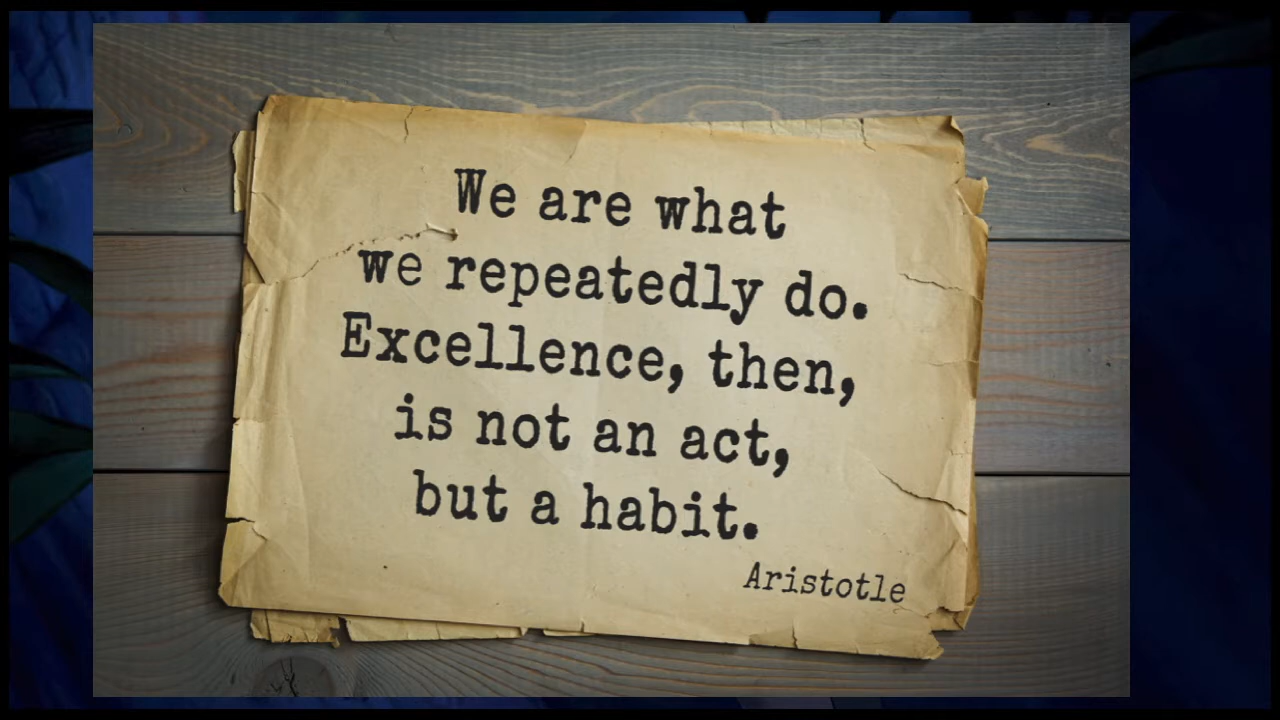 We are what
we repeatedly do.
Excellence, then,
is not an act,
but a habit.
Aristotle